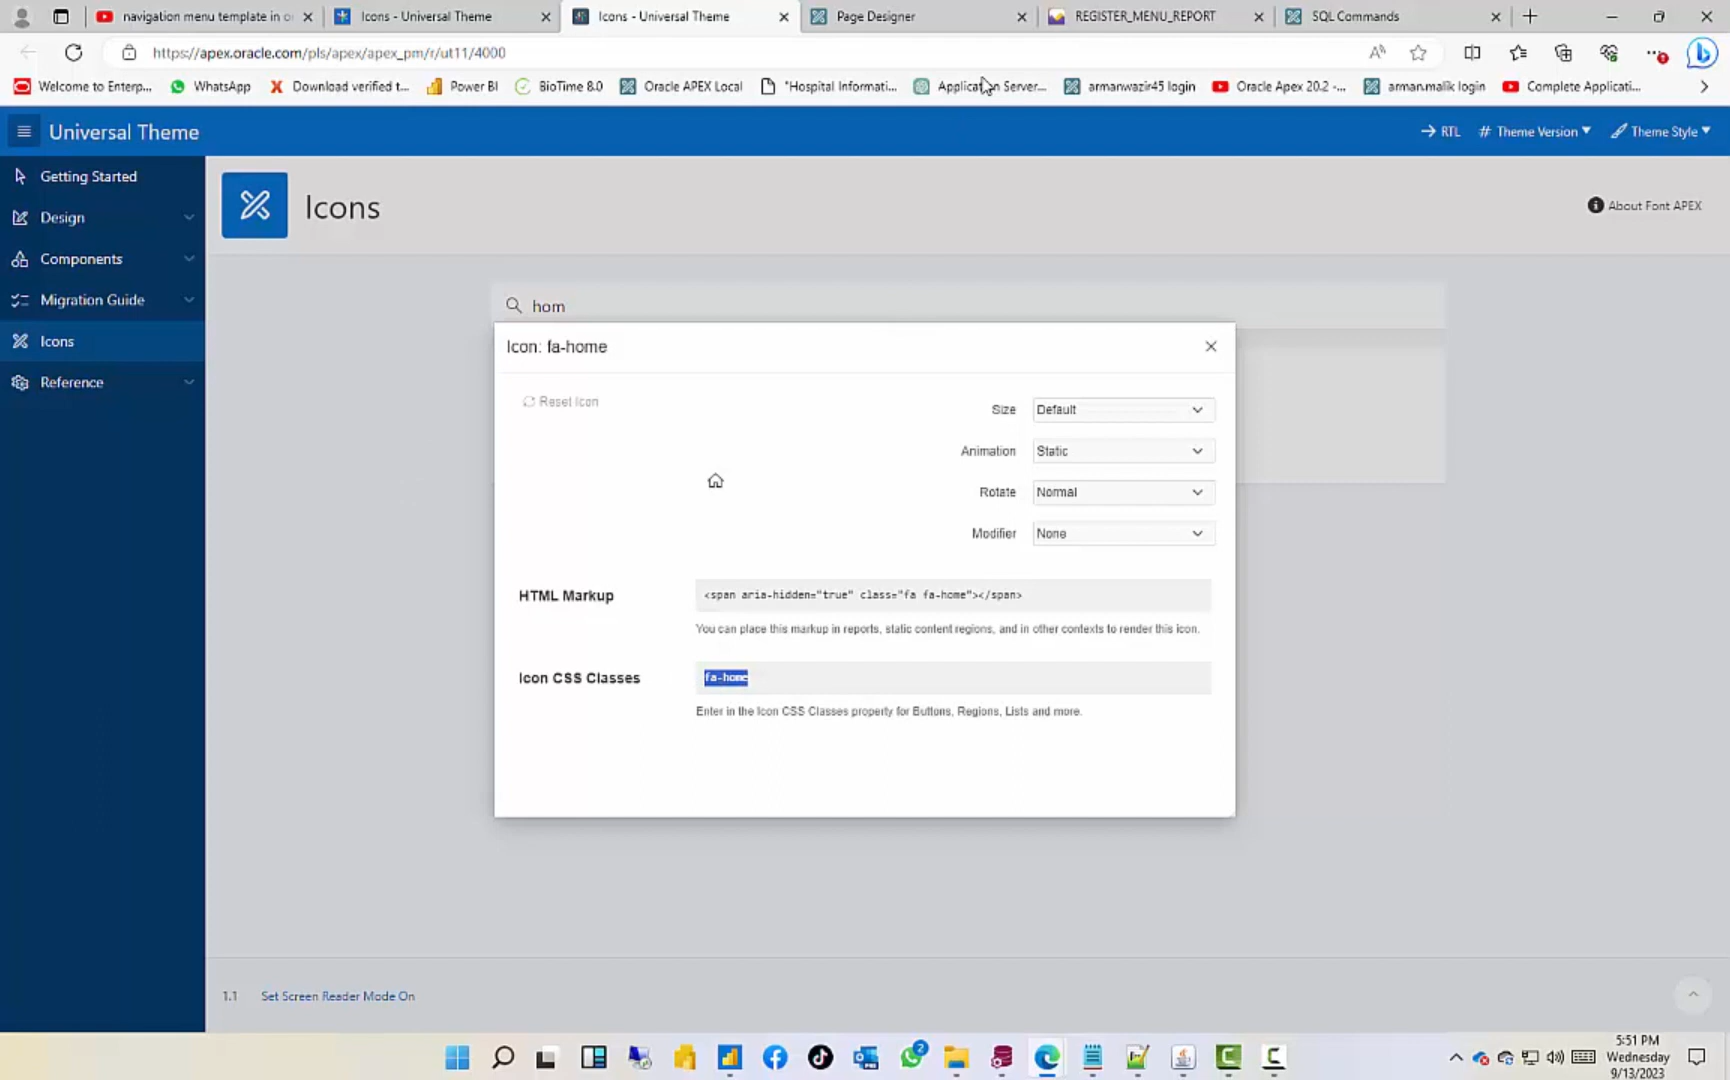 navigation menu template in o
Icons - Universal Theme
Icons - Universal Theme
Page Designer
REGISTER_MENU_REPORT
SQL Commands
https://apex.oracle.com/pls/apex/apex_pm/r/ut11/4000
Welcome to Enterp...
WhatsApp
Download verified t...
Power BI
BioTime 8.0
Oracle APEX Local
*Hospital Informati...
Application Server...
armanwazir45 login
Oracle Apex 20.2 -...
arman.malik login
Complete Applicati...
Universal Theme
RTL
# Theme Version
Theme Style
Getting Started
Design
Components
Migration Guide
Icons
Reference
Icons
About Font APEX
hom
Icon: fa-home
Reset Icon
Size Default
Animation Static
Rotate Normal
Modifier None
HTML Markup
<span aria-hidden="true" class="fa fa-home"></span>
You can place this markup in reports, static content regions, and in other contexts to render this icon.
Icon CSS Classes
fa-home
Enter in the Icon CSS Classes property for Buttons, Regions, Lists and more.
1.1 Set Screen Reader Mode On
2
5:51 PM
Wednesday
9/13/2023